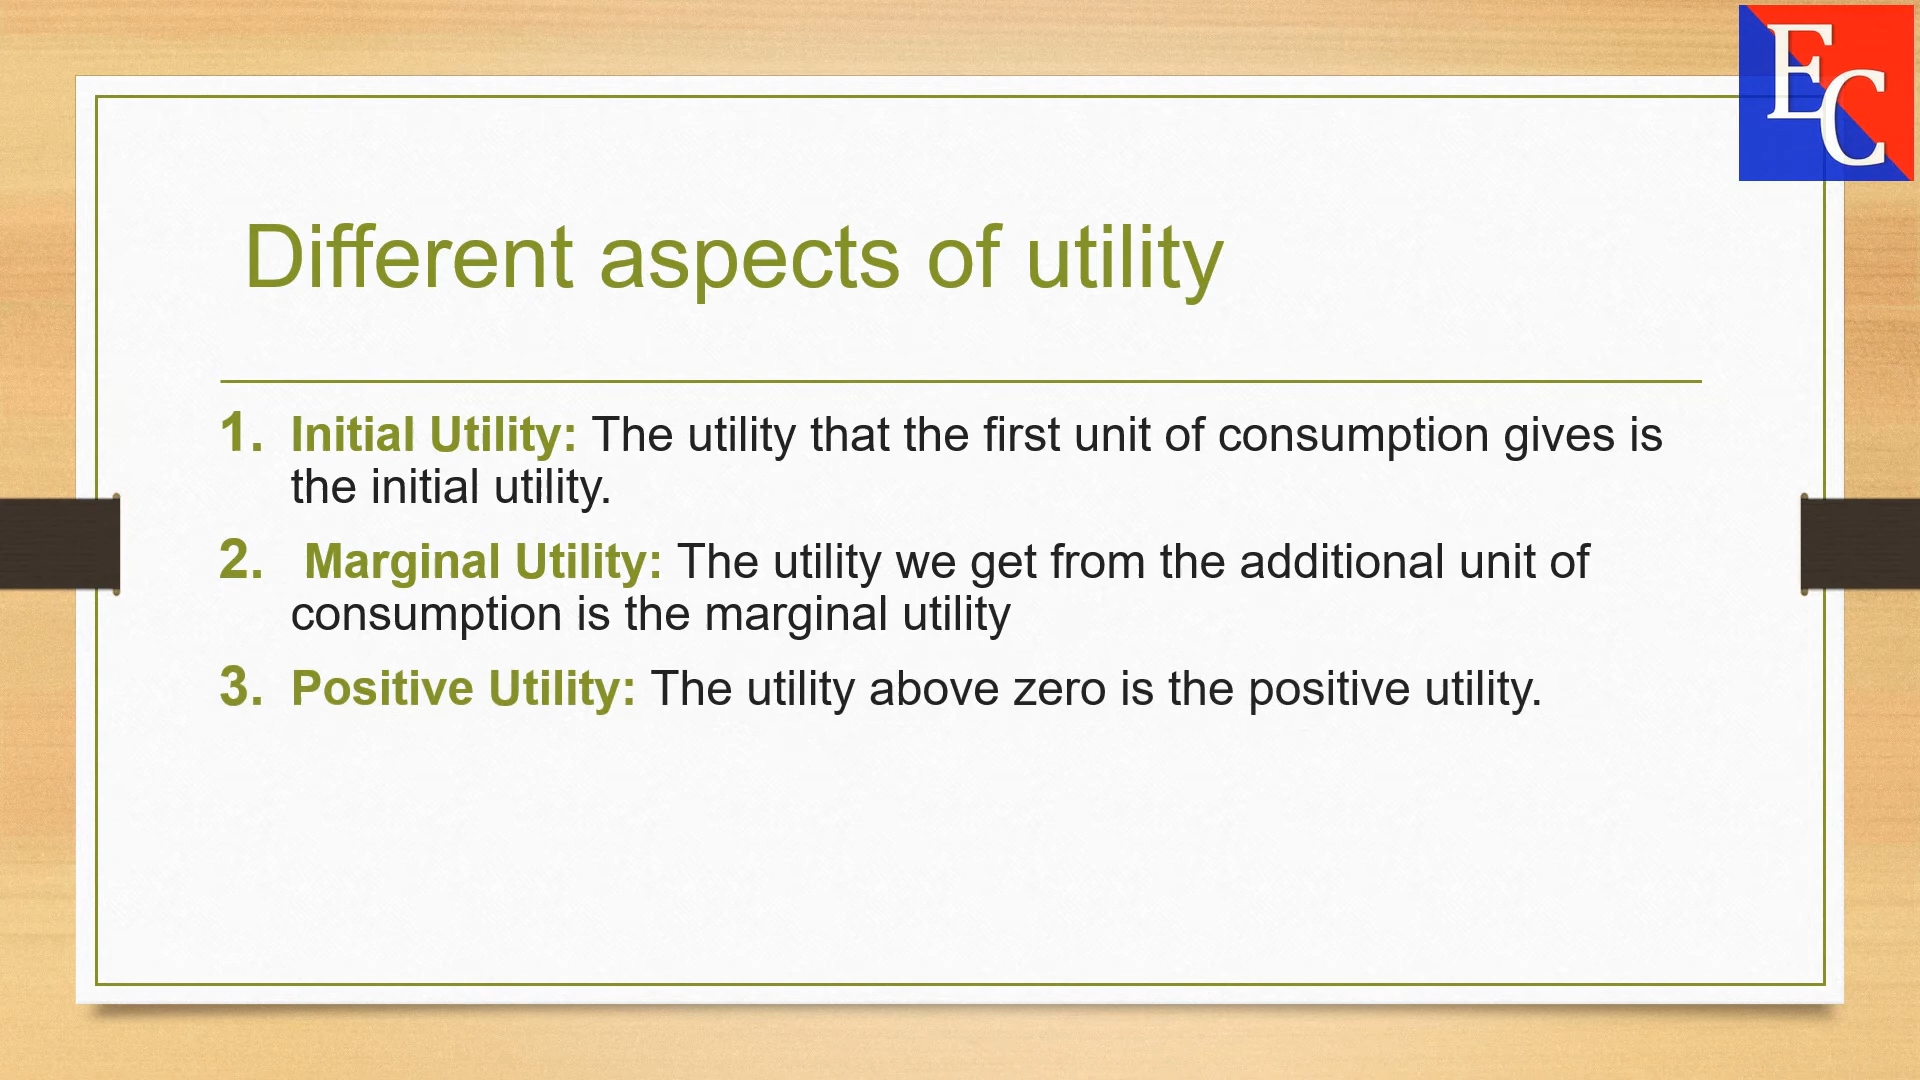 EC
Different aspects of utility
1. Initial Utility: The utility that the first unit of consumption gives is
the initial utility.
2. Marginal Utility: The utility we get from the additional unit of
consumption is the marginal utility
3. Positive Utility: The utility above zero is the positive utility.